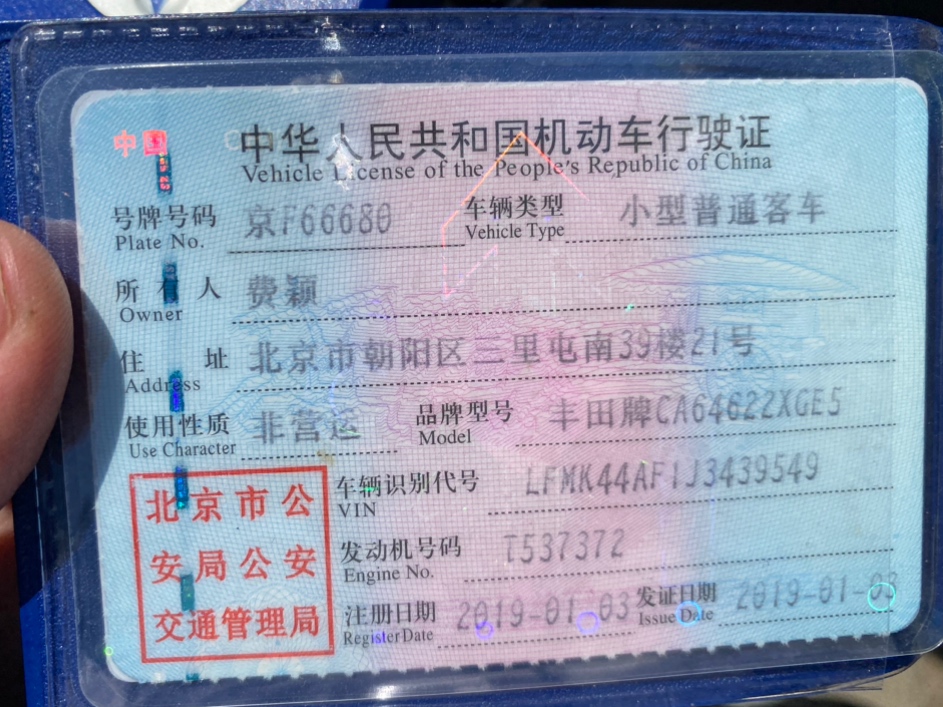 中国
中华人民共和国机动车行驶证
Vehicle License of the People's Republic of China
号牌号码 京F66680 车辆类型 小型普通客车
Plate No. Vehicle Type
所有人 费颖
Owner
住址 北京市朝阳区三里屯南39楼21号
Address
使用性质 非营运 品牌型号 丰田牌CA64622XGE5
Use Character Model
车辆识别代号 LFMK44AF1J3439549
VIN
发动机号码 T537372
Engine No.
注册日期 2019-01-03 发证日期 2019-01-03
Register Date Issue Date
北京市公
安局公安
交通管理局